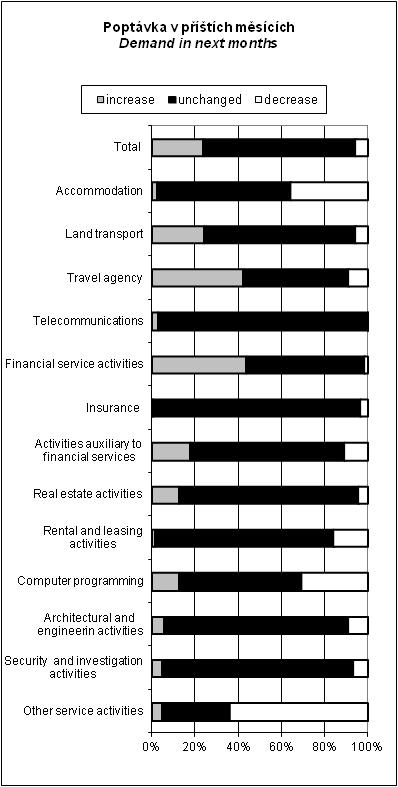 Poptávka v příštích měsících
Demand in next months
increase unchanged decrease
Total
Accommodation
Land transport
Travel agency
Telecommunications
Financial service activities
Insurance
Activities auxiliary to
financial services
Real estate activities
Rental and leasing
activities
Computer programming
Architectural and
engineerin activities
Security and investigation
activities
Other service activities
0% 20% 40% 60% 80% 100%